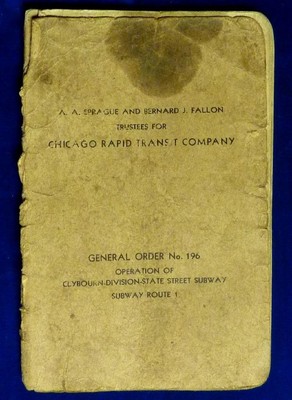 A. A. SPRAGUE AND BERNARD J. FALLON
TRUSTEES FOR
CHICAGO RAPID TRANSIT COMPANY
GENERAL ORDER No. 196
OPERATION OF
CLYBOURN-DIVISION-STATE STREET SUBWAY
SUBWAY ROUTE 1